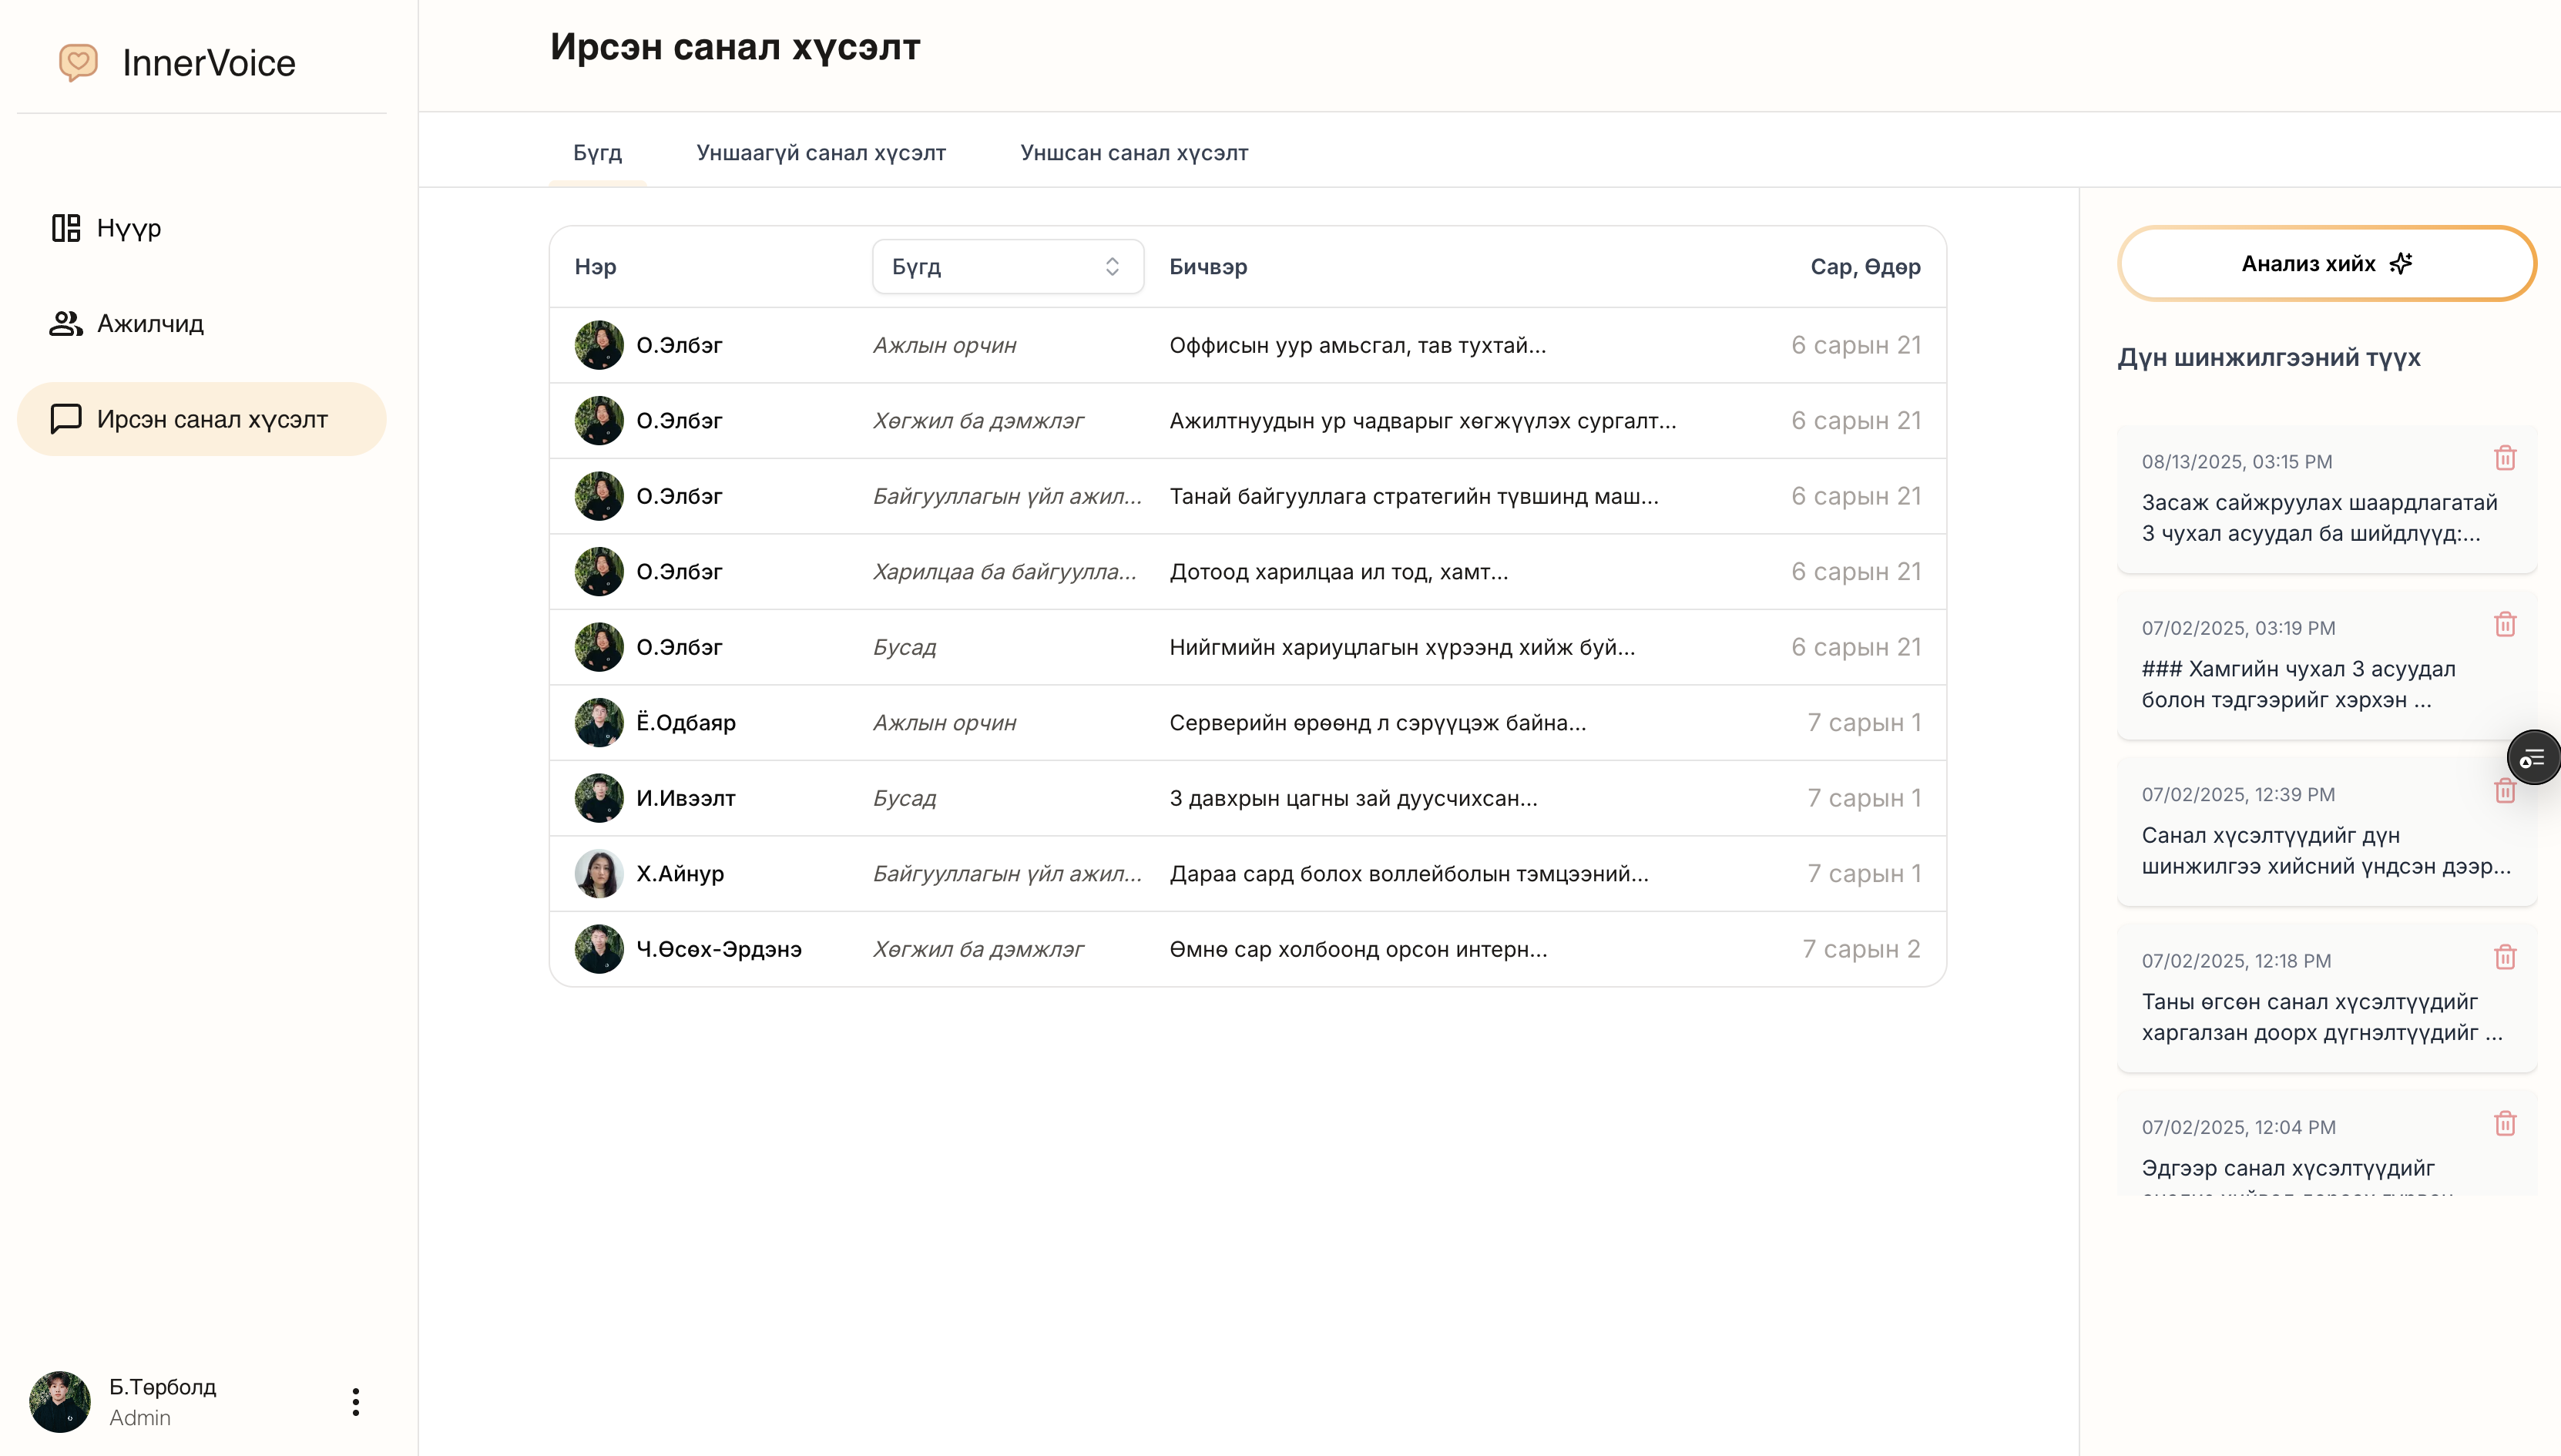 InnerVoice
Нүүр
Ажилчид
Ирсэн санал хүсэлт
Б.Төрболд
Admin
Ирсэн санал хүсэлт
Бүгд
Уншаагүй санал хүсэлт
Уншсан санал хүсэлт
Нэр
Бүгд
Бичвэр
Сар, Өдөр
О.Элбэг
Ажлын орчин
Оффисын уур амьсгал, тав тухтай...
6 сарын 21
О.Элбэг
Хөгжил ба дэмжлэг
Ажилтнуудын ур чадварыг хөгжүүлэх сургалт...
6 сарын 21
О.Элбэг
Байгууллагын үйл ажил...
Танай байгууллага стратегийн түвшинд маш...
6 сарын 21
О.Элбэг
Харилцаа ба байгуулла...
Дотоод харилцаа ил тод, хамт...
6 сарын 21
О.Элбэг
Бусад
Нийгмийн хариуцлагын хүрээнд хийж буй...
6 сарын 21
Ё.Одбаяр
Ажлын орчин
Серверийн өрөөнд л сэрүүцэж байна...
7 сарын 1
И.Ивээлт
Бусад
3 давхрын цагны зай дуусчихсан...
7 сарын 1
Х.Айнур
Байгууллагын үйл ажил...
Дараа сард болох воллейболын тэмцээний...
7 сарын 1
Ч.Өсөх-Эрдэнэ
Хөгжил ба дэмжлэг
Өмнө сар холбоонд орсон интерн...
7 сарын 2
Анализ хийх
Дүн шинжилгээний түүх
08/13/2025, 03:15 PM
Засаж сайжруулах шаардлагатай
3 чухал асуудал ба шийдлүүд:...
07/02/2025, 03:19 PM
### Хамгийн чухал 3 асуудал
болон тэдгээрийг хэрхэн ...
07/02/2025, 12:39 PM
Санал хүсэлтүүдийг дүн
шинжилгээ хийсний үндсэн дээр...
07/02/2025, 12:18 PM
Таны өгсөн санал хүсэлтүүдийг
харгалзан доорх дүгнэлтүүдийг ...
07/02/2025, 12:04 PM
Эдгээр санал хүсэлтүүдийг